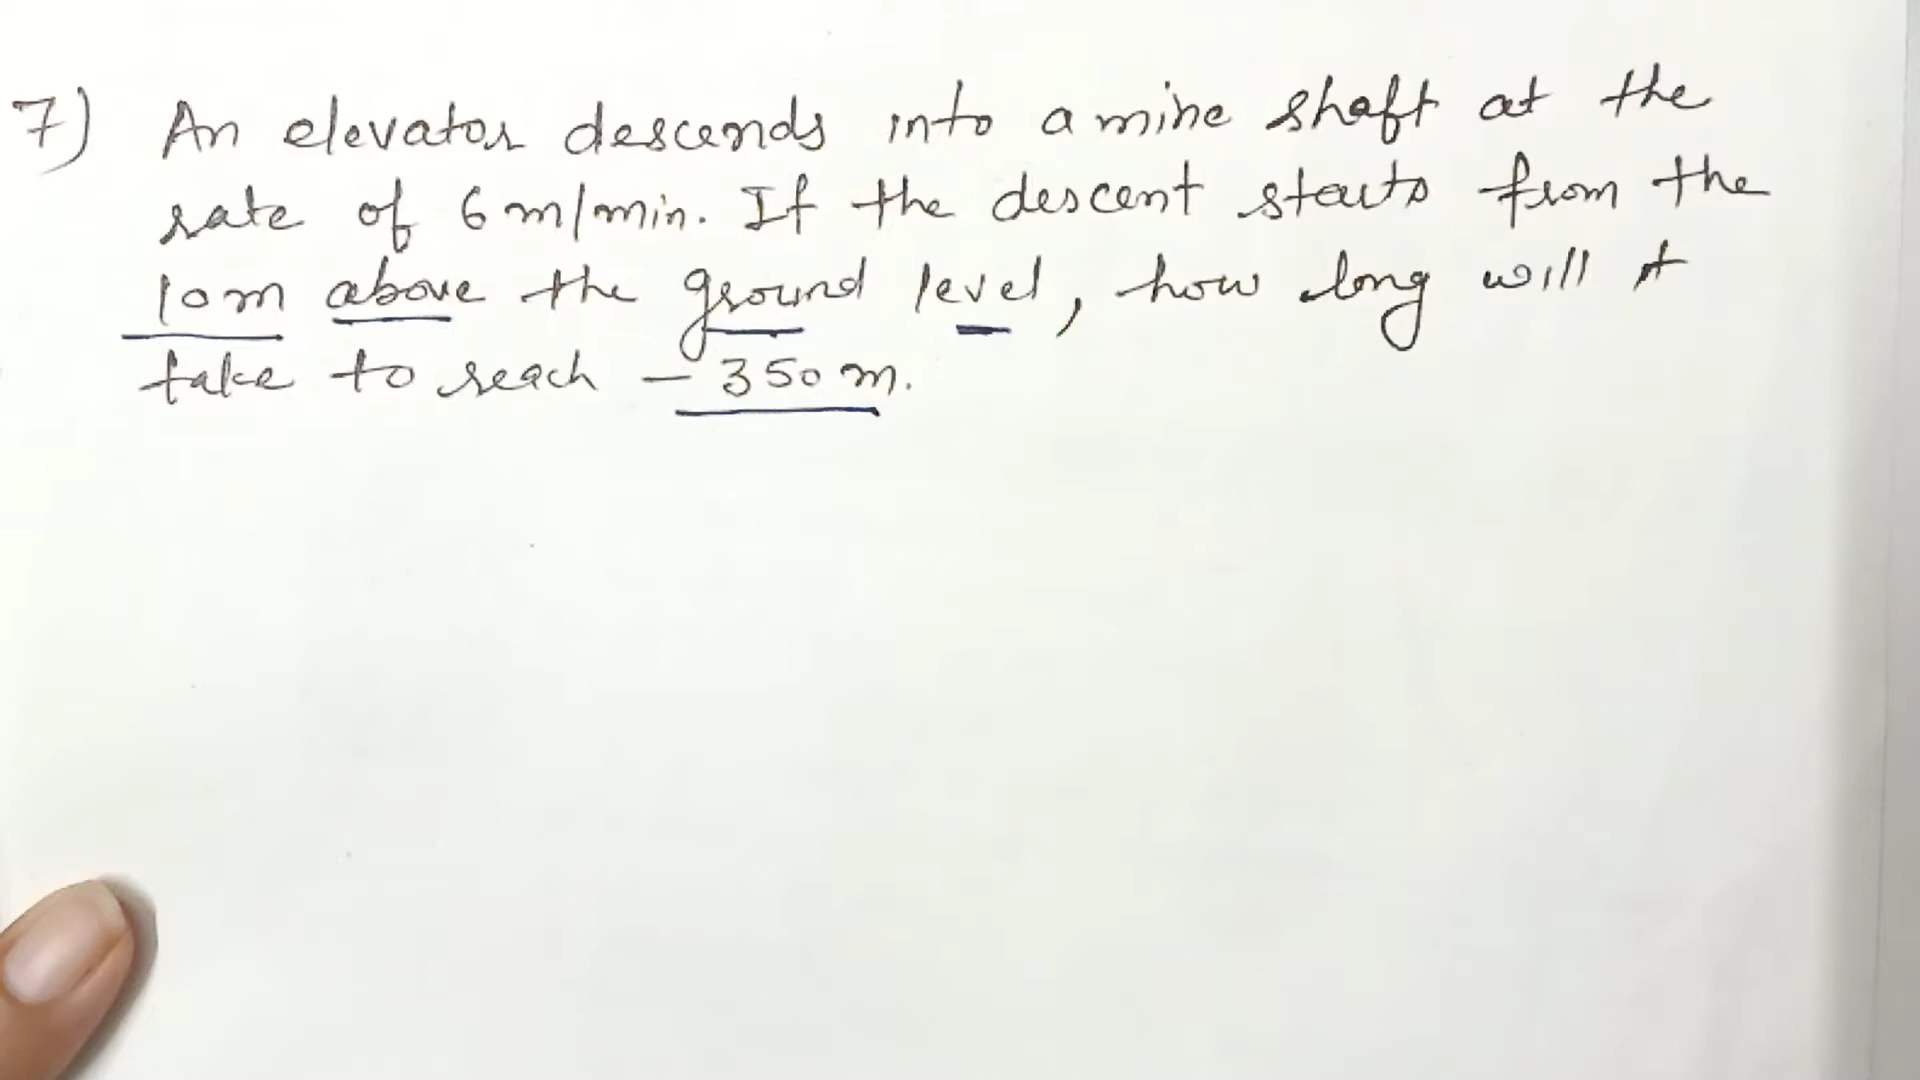 7) An elevator descends into a mine shaft at the
rate of 6 m/min. If the descent starts from the
10m above the ground level, how long will it
take to reach - 350 m.